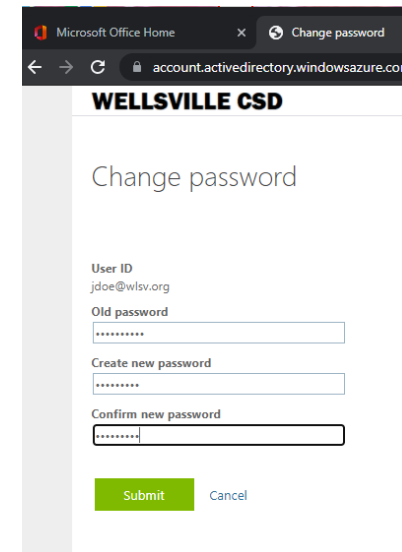 Microsoft Office Home
Change password
account.activedirectory.windowsazure.co
WELLSVILLE CSD
Change password
User ID
jdoe@wlsv.org
Old password
••••••••••
Create new password
•••••••••
Confirm new password
•••••••••
Submit Cancel